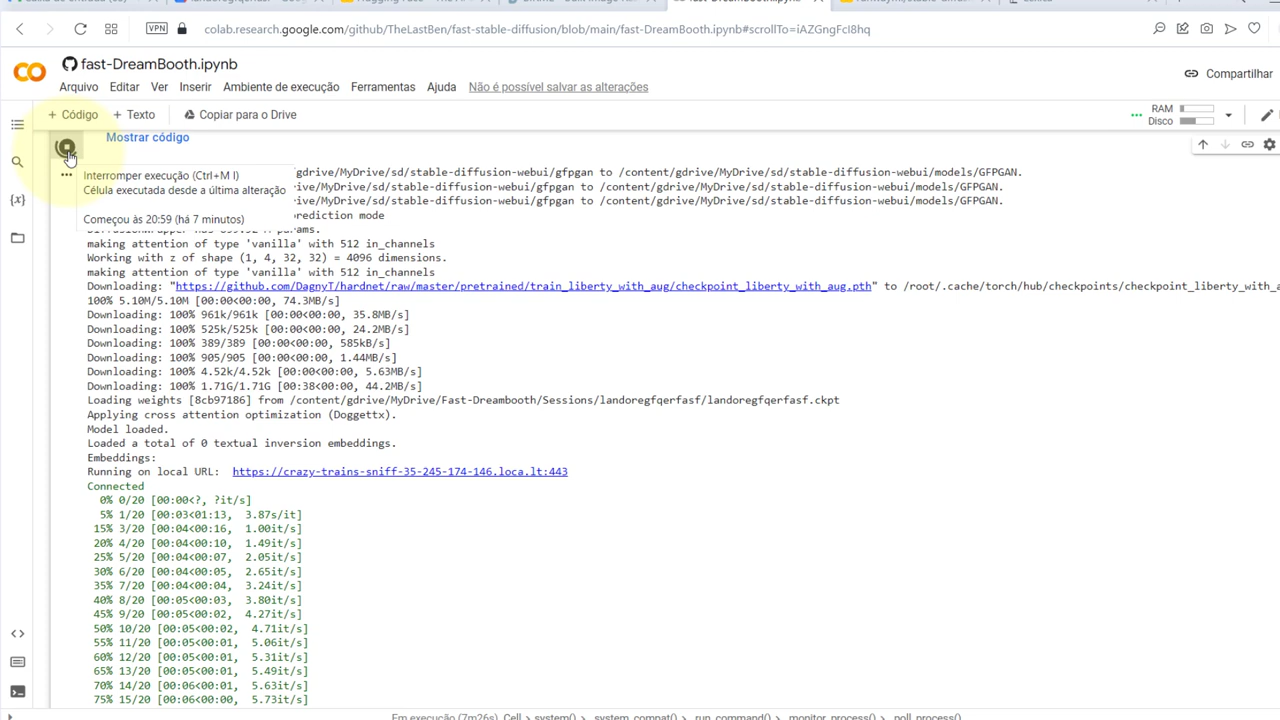 VPN
colab.research.google.com/github/TheLastBen/fast-stable-diffusion/blob/main/fast-DreamBooth.ipynb#scrollTo=iAZGngFcI8hq
fast-DreamBooth.ipynb
Compartilhar
Arquivo Editar Ver Inserir Ambiente de execução Ferramentas Ajuda Não é possível salvar as alterações
+ Código + Texto Copiar para o Drive
RAM
Disco
Mostrar código
Interromper execução (Ctrl+M I)
Célula executada desde a última alteração
Começou às 20:59 (há 7 minutos)
gdrive/MyDrive/sd/stable-diffusion-webui/gfpgan to /content/gdrive/MyDrive/sd/stable-diffusion-webui/models/GFPGAN.
gdrive/MyDrive/sd/stable-diffusion-webui/gfpgan to /content/gdrive/MyDrive/sd/stable-diffusion-webui/models/GFPGAN.
gdrive/MyDrive/sd/stable-diffusion-webui/gfpgan to /content/gdrive/MyDrive/sd/stable-diffusion-webui/models/GFPGAN.
prediction mode
making attention of type 'vanilla' with 512 in_channels
Working with z of shape (1, 4, 32, 32) = 4096 dimensions.
making attention of type 'vanilla' with 512 in_channels
Downloading: "https://github.com/DagnyT/hardnet/raw/master/pretrained/train_liberty_with_aug/checkpoint_liberty_with_aug.pth" to /root/.cache/torch/hub/checkpoints/checkpoint_liberty_with_a
100% 5.10M/5.10M [00:00<00:00, 74.3MB/s]
Downloading: 100% 961k/961k [00:00<00:00, 35.8MB/s]
Downloading: 100% 525k/525k [00:00<00:00, 24.2MB/s]
Downloading: 100% 389/389 [00:00<00:00, 585kB/s]
Downloading: 100% 905/905 [00:00<00:00, 1.44MB/s]
Downloading: 100% 4.52k/4.52k [00:00<00:00, 5.63MB/s]
Downloading: 100% 1.71G/1.71G [00:38<00:00, 44.2MB/s]
Loading weights [8cb97186] from /content/gdrive/MyDrive/Fast-Dreambooth/Sessions/landoregfqerfasf/landoregfqerfasf.ckpt
Applying cross attention optimization (Doggettx).
Model loaded.
Loaded a total of 0 textual inversion embeddings.
Embeddings:
Running on local URL: https://crazy-trains-sniff-35-245-174-146.loca.lt:443
Connected
0% 0/20 [00:00<?, ?it/s]
5% 1/20 [00:03<01:13, 3.87s/it]
15% 3/20 [00:04<00:16, 1.00it/s]
20% 4/20 [00:04<00:10, 1.49it/s]
25% 5/20 [00:04<00:07, 2.05it/s]
30% 6/20 [00:04<00:05, 2.65it/s]
35% 7/20 [00:04<00:04, 3.24it/s]
40% 8/20 [00:05<00:03, 3.80it/s]
45% 9/20 [00:05<00:02, 4.27it/s]
50% 10/20 [00:05<00:02, 4.71it/s]
55% 11/20 [00:05<00:01, 5.06it/s]
60% 12/20 [00:05<00:01, 5.31it/s]
65% 13/20 [00:05<00:01, 5.49it/s]
70% 14/20 [00:06<00:01, 5.63it/s]
75% 15/20 [00:06<00:00, 5.73it/s]
Em execução (7m26s) Cell > system() > _system_compat() > _run_command() > _monitor_process() > _poll_process()